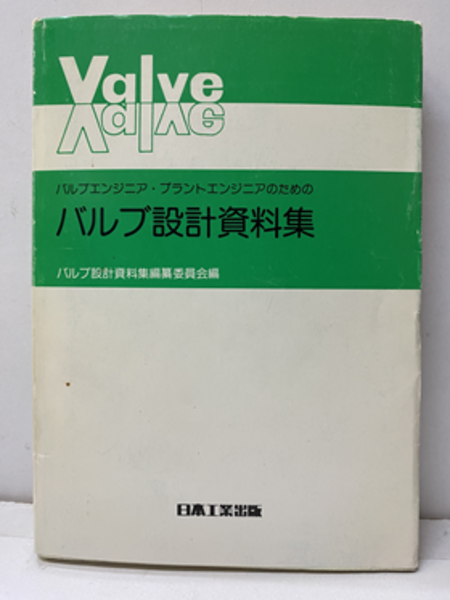 Valve
Valve
バルブエンジニア・プラントエンジニアのための
バルブ設計資料集
バルブ設計資料集編纂委員会編
日本工業出版